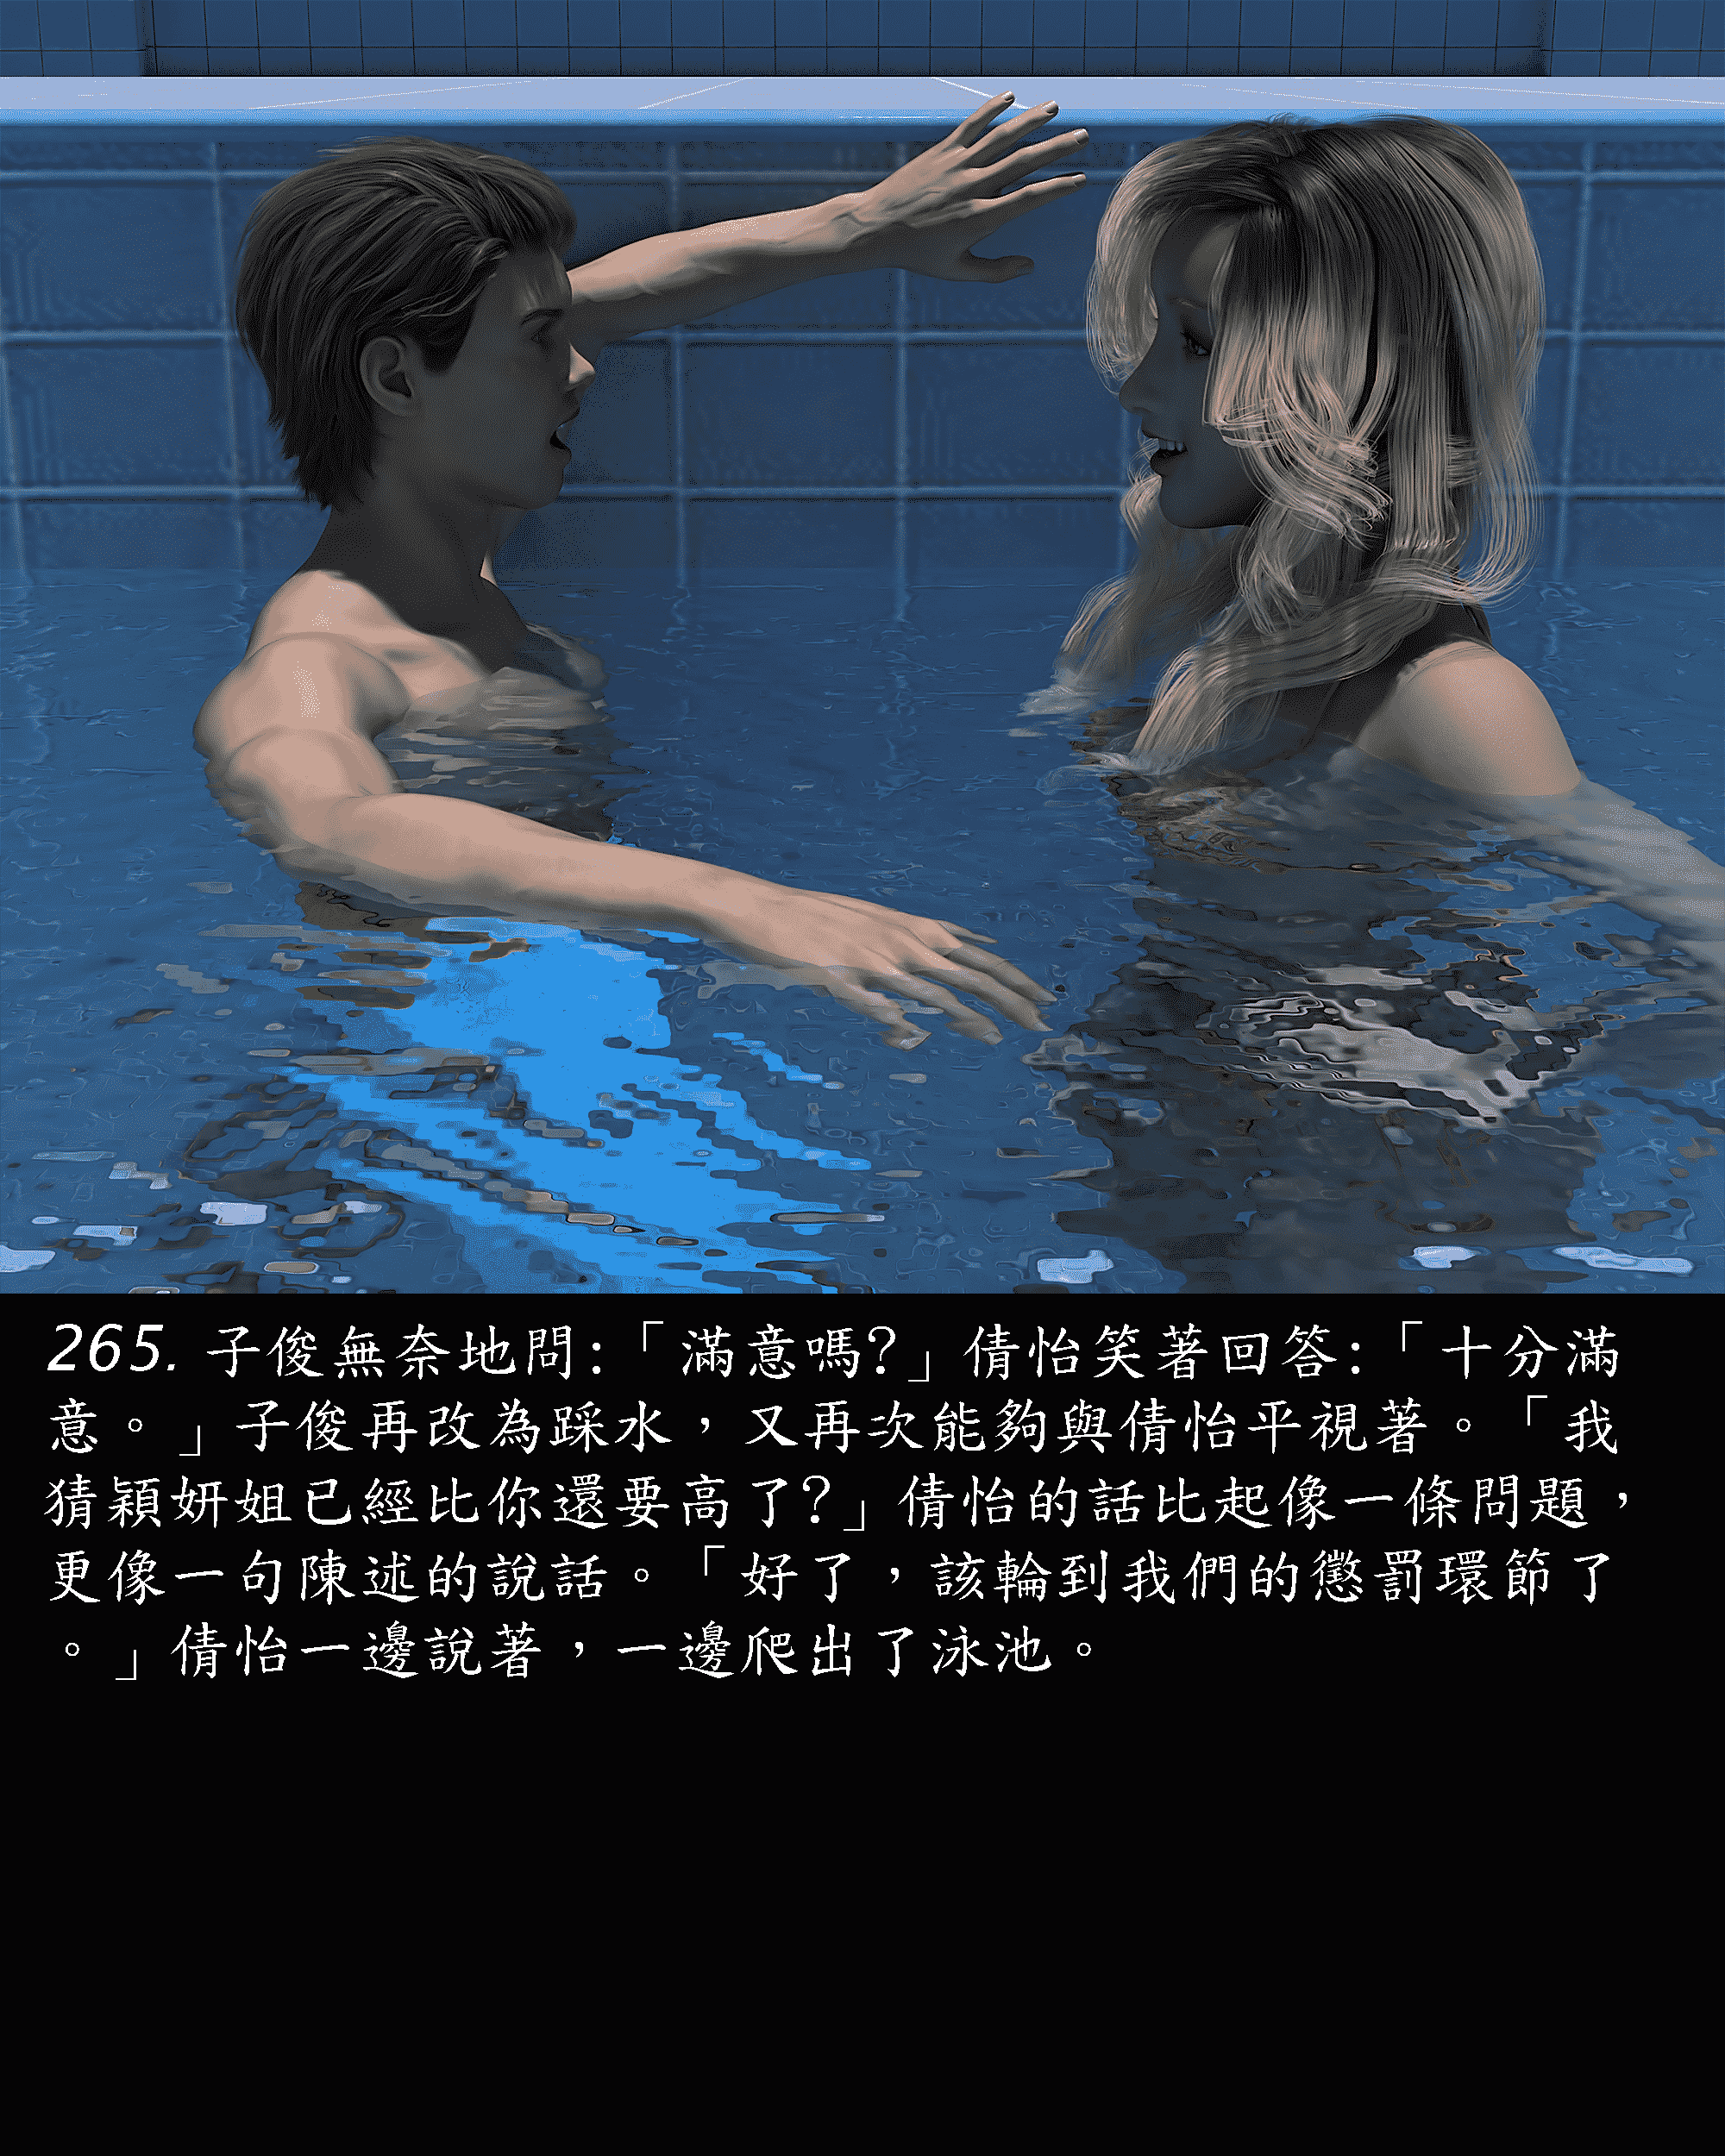 265. 子俊無奈地問:「滿意嗎?」倩怡笑著回答:「十分滿
意。」子俊再改為踩水，又再次能夠與倩怡平視著。「我
猜穎妍姐已經比你還要高了?」倩怡的話比起像一條問題，
更像一句陳述的說話。「好了，該輪到我們的懲罰環節了
。」倩怡一邊說著，一邊爬出了泳池。